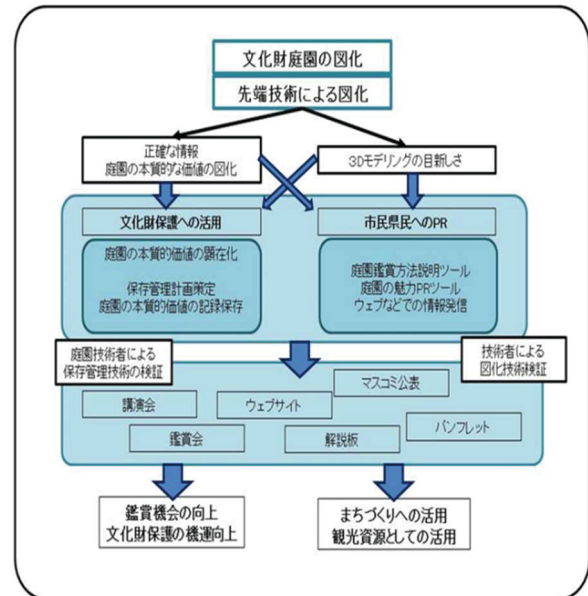 文化財庭園の図化
先端技術による図化
正確な情報
庭園の本質的な価値の図化
3Dモデリングの目新しさ
文化財保護への活用
市民県民へのPR
庭園の本質的価値の顕在化
保存管理計画策定
庭園の本質的価値の記録保存
庭園鑑賞方法説明ツール
庭園の魅力PRツール
ウェブなどでの情報発信
庭園技術者による
保存管理技術の検証
技術者による
図化技術検証
マスコミ公表
講演会
ウェブサイト
パンフレット
鑑賞会
解説板
鑑賞機会の向上
文化財保護の機運向上
まちづくりへの活用
観光資源としての活用